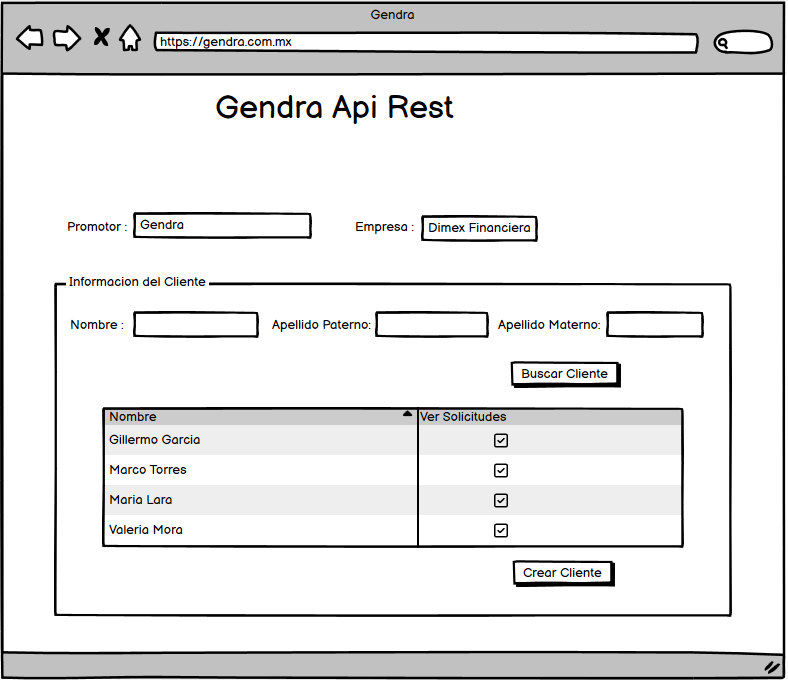 Gendra
https://gendra.com.mx
Gendra Api Rest
Promotor : Gendra Empresa : Dimex Financiera
Informacion del Cliente
Nombre : Apellido Paterno: Apellido Materno:
Buscar Cliente
Nombre Ver Solicitudes
Gillermo Garcia
Marco Torres
Maria Lara
Valeria Mora
Crear Cliente